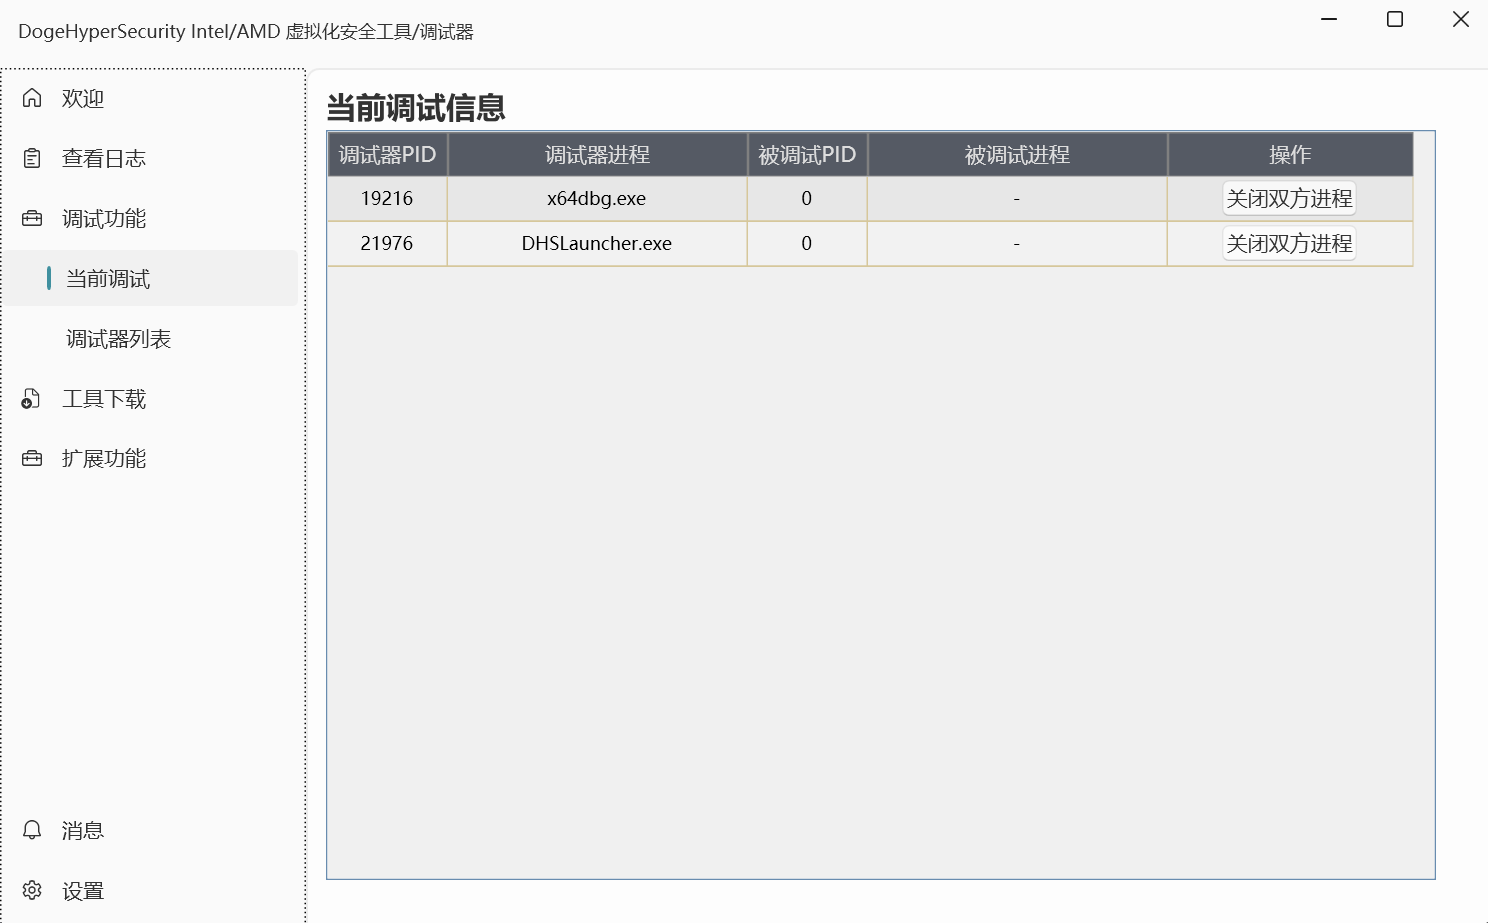 DogeHyperSecurity Intel/AMD 虚拟化安全工具/调试器
欢迎
查看日志
调试功能
当前调试
调试器列表
工具下载
扩展功能
消息
设置
当前调试信息
调试器PID 调试器进程 被调试PID 被调试进程 操作
19216 x64dbg.exe 0 - 关闭双方进程
21976 DHSLauncher.exe 0 - 关闭双方进程